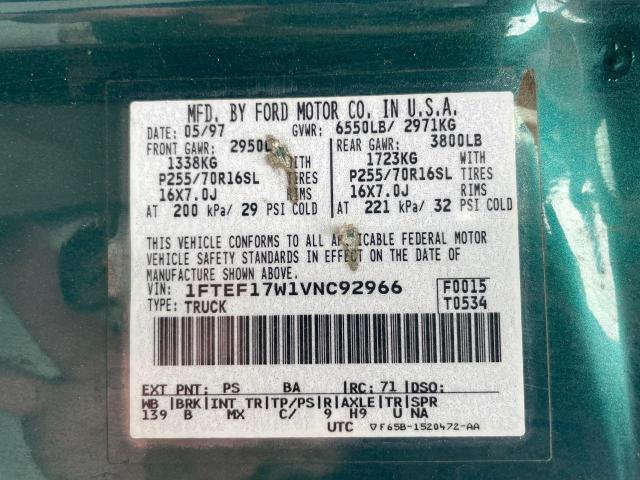 MFD. BY FORD MOTOR CO. IN U.S.A.
DATE: 05/97 GVWR: 6550LB/ 2971KG
FRONT GAWR: 2950L REAR GAWR: 3800LB
1338KG WITH 1723KG WITH
P255/70R16SL TIRES P255/70R16SL TIRES
16X7.0J RIMS 16X7.0J RIMS
AT 200 kPa/ 29 PSI COLD AT 221 kPa/ 32 PSI COLD
THIS VEHICLE CONFORMS TO ALL AP ICABLE FEDERAL MOTOR
VEHICLE SAFETY STANDARDS IN EFFECT ON THE DATE OF
MANUFACTURE SHOWN ABOVE.
VEH. IDENT. NO.: 1FTEF17W1VNC92966 F0015
TYPE: TRUCK T0534
EXT PNT: PS BA RC: 71 DSO:
WB BRK INT TR TP/PS R AXLE TR SPR
139 B MX C/ 9 H9 U NA
UTC ▽F65B-1520472-AA